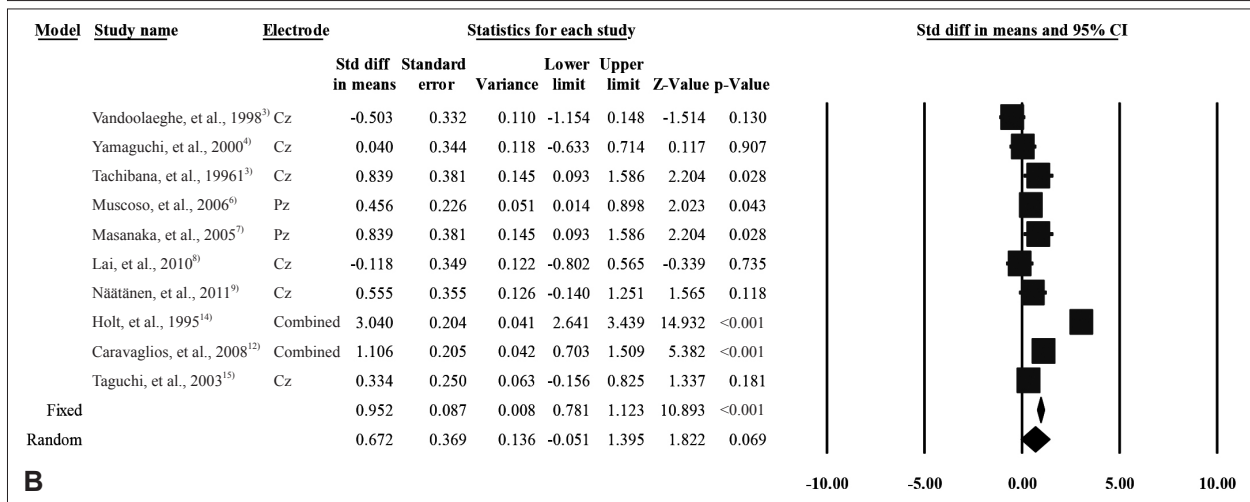 Model Study name Electrode Statistics for each study Std diff in means and 95% CI
Std diff in means Standard error Variance Lower limit Upper limit Z-Value p-Value
Vandoolaeghe, et al., 1998³⁾ Cz -0.503 0.332 0.110 -1.154 0.148 -1.514 0.130
Yamaguchi, et al., 2000⁴⁾ Cz 0.040 0.344 0.118 -0.633 0.714 0.117 0.907
Tachibana, et al., 19961³⁾ Cz 0.839 0.381 0.145 0.093 1.586 2.204 0.028
Muscoso, et al., 2006⁶⁾ Pz 0.456 0.226 0.051 0.014 0.898 2.023 0.043
Masanaka, et al., 2005⁷⁾ Pz 0.839 0.381 0.145 0.093 1.586 2.204 0.028
Lai, et al., 2010⁸⁾ Cz -0.118 0.349 0.122 -0.802 0.565 -0.339 0.735
Näätänen, et al., 2011⁹⁾ Cz 0.555 0.355 0.126 -0.140 1.251 1.565 0.118
Holt, et al., 1995¹⁴⁾ Combined 3.040 0.204 0.041 2.641 3.439 14.932 <0.001
Caravaglios, et al., 2008¹²⁾ Combined 1.106 0.205 0.042 0.703 1.509 5.382 <0.001
Taguchi, et al., 2003¹⁵⁾ Cz 0.334 0.250 0.063 -0.156 0.825 1.337 0.181
Fixed 0.952 0.087 0.008 0.781 1.123 10.893 <0.001
Random 0.672 0.369 0.136 -0.051 1.395 1.822 0.069
B -10.00 -5.00 0.00 5.00 10.00